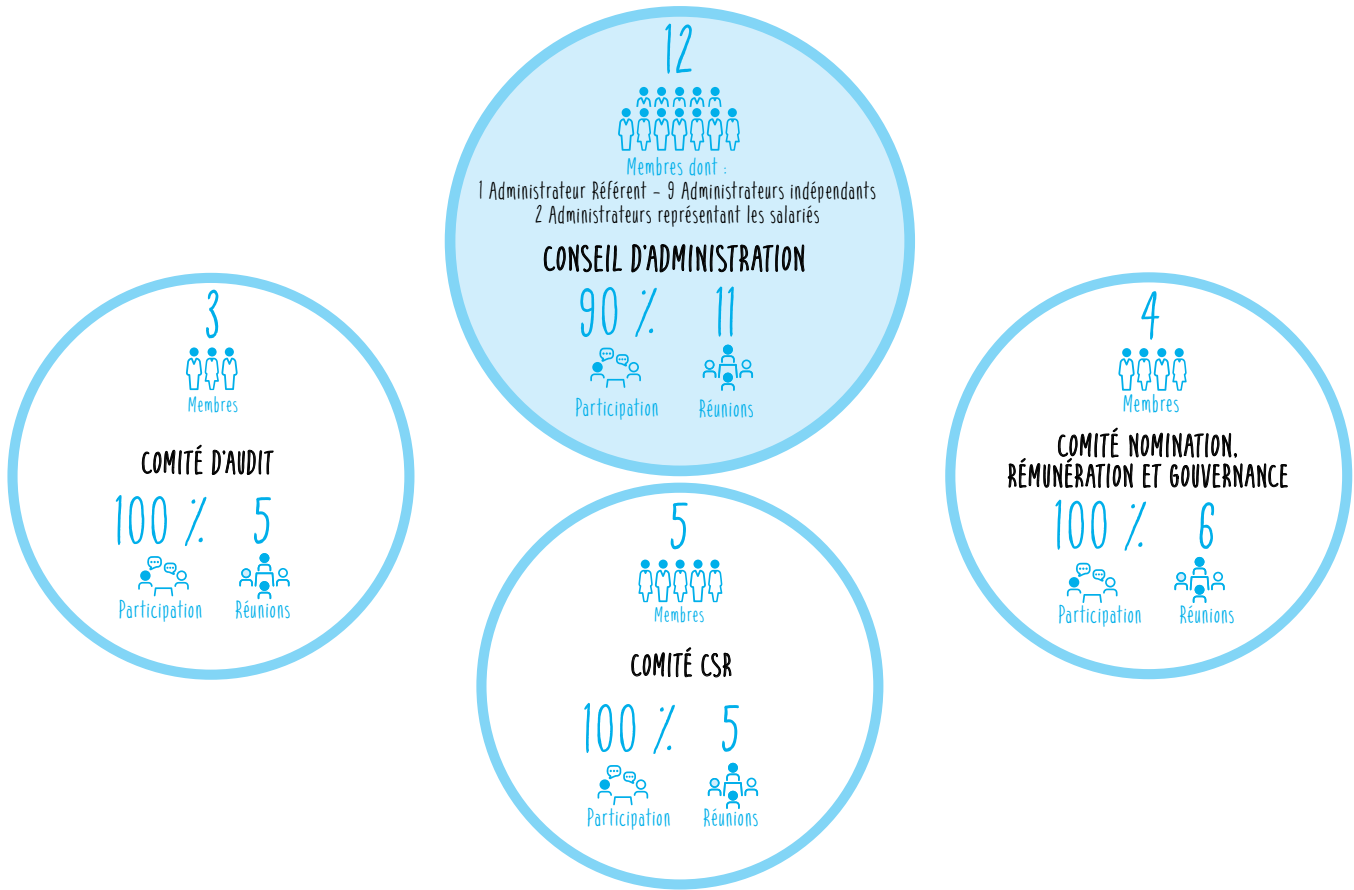 12
Membres dont :
1 Administrateur Référent - 9 Administrateurs indépendants
2 Administrateurs représentant les salariés
CONSEIL D'ADMINISTRATION
90 % 11
Participation Réunions
3
Membres
COMITÉ D'AUDIT
100 % 5
Participation Réunions
5
Membres
COMITÉ CSR
100 % 5
Participation Réunions
4
Membres
COMITÉ NOMINATION,
RÉMUNÉRATION ET GOUVERNANCE
100 % 6
Participation Réunions